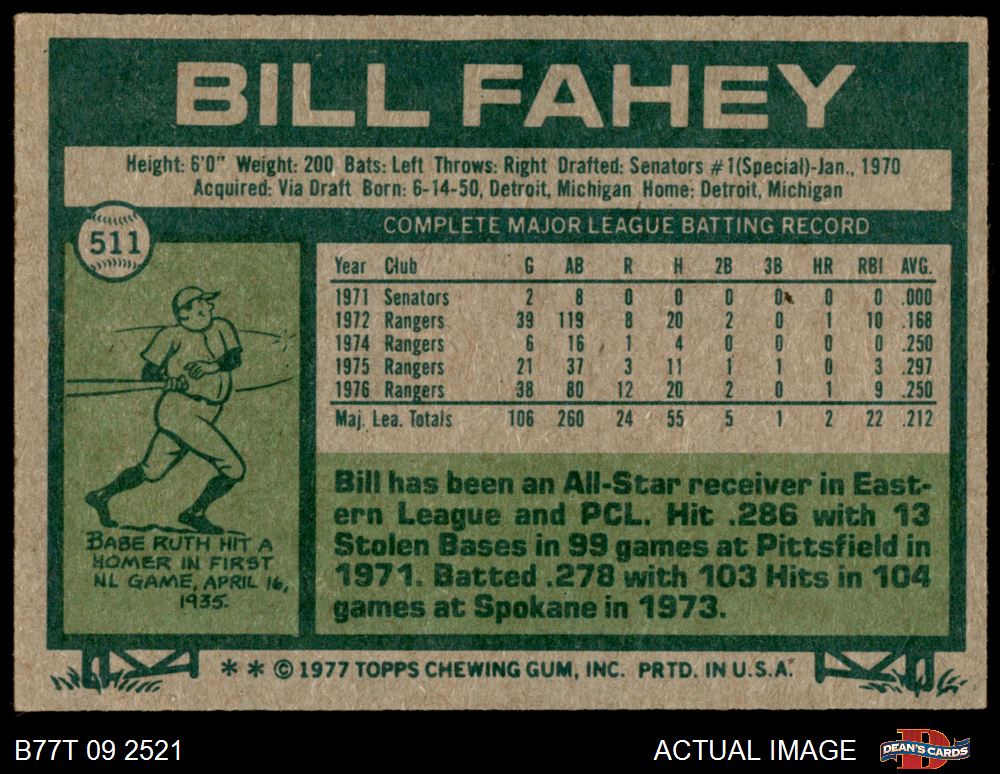 BILL FAHEY
Height: 6'0" Weight: 200 Bats: Left Throws: Right Drafted: Senators #1(Special)-Jan., 1970
Acquired: Via Draft Born: 6-14-50, Detroit, Michigan Home: Detroit, Michigan
511
COMPLETE MAJOR LEAGUE BATTING RECORD
Year Club G AB R H 2B 3B HR RBI AVG.
1971 Senators 2 8 0 0 0 0 0 0 .000
1972 Rangers 39 119 8 20 2 0 1 10 .168
1974 Rangers 6 16 1 4 0 0 0 0 .250
1975 Rangers 21 37 3 11 1 1 0 3 .297
1976 Rangers 38 80 12 20 2 0 1 9 .250
Maj. Lea. Totals 106 260 24 55 5 1 2 22 .212
Bill has been an All-Star receiver in East-
ern League and PCL. Hit .286 with 13
Stolen Bases in 99 games at Pittsfield in
1971. Batted .278 with 103 Hits in 104
games at Spokane in 1973.
BABE RUTH HIT A
HOMER IN FIRST
NL GAME, APRIL 16,
1935.
* * © 1977 TOPPS CHEWING GUM, INC. PRTD. IN U.S.A.
B77T 09 2521
ACTUAL IMAGE
DEAN'S CARDS